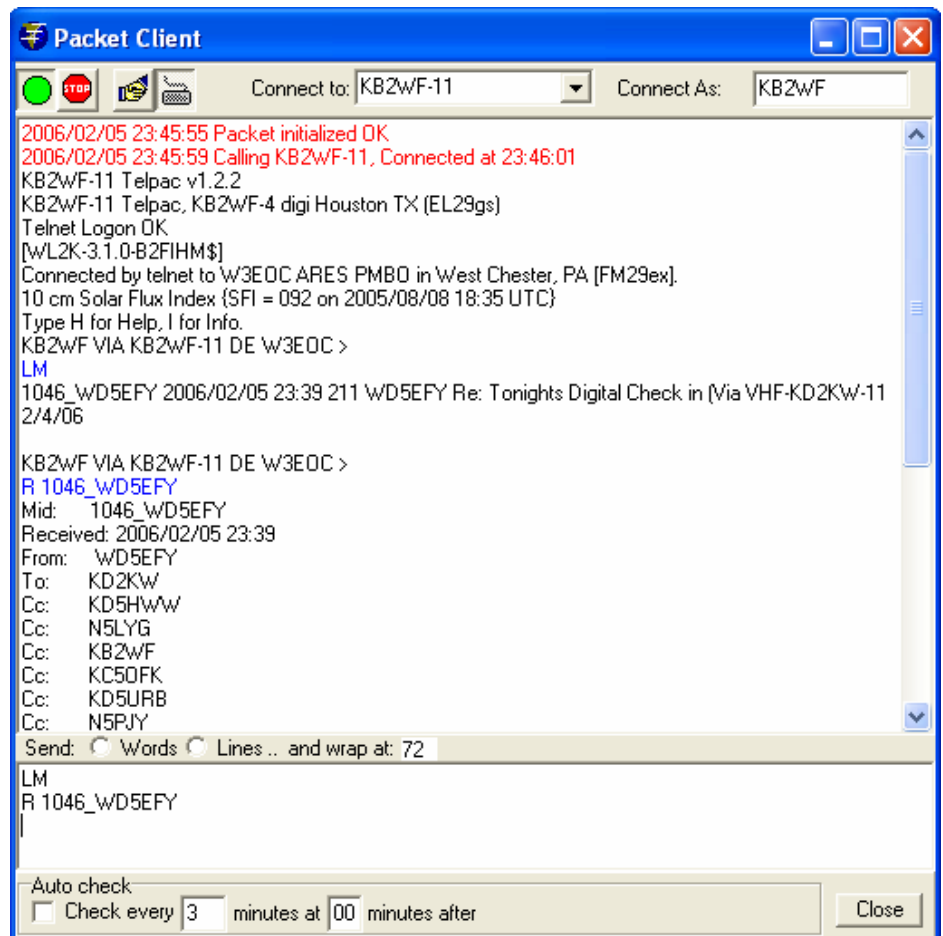 Packet Client
STOP
Connect to: KB2WF-11 Connect As: KB2WF
2006/02/05 23:45:55 Packet initialized OK
2006/02/05 23:45:59 Calling KB2WF-11, Connected at 23:46:01
KB2WF-11 Telpac v1.2.2
KB2WF-11 Telpac, KB2WF-4 digi Houston TX (EL29gs)
Telnet Logon OK
[WL2K-3.1.0-B2FIHM$]
Connected by telnet to W3EOC ARES PMBO in West Chester, PA [FM29ex].
10 cm Solar Flux Index {SFI = 092 on 2005/08/08 18:35 UTC}
Type H for Help, I for Info.
KB2WF VIA KB2WF-11 DE W3EOC >
LM
1046_WD5EFY 2006/02/05 23:39 211 WD5EFY Re: Tonights Digital Check in (Via VHF-KD2KW-11
2/4/06
KB2WF VIA KB2WF-11 DE W3EOC >
R 1046_WD5EFY
Mid: 1046_WD5EFY
Received: 2006/02/05 23:39
From: WD5EFY
To: KD2KW
Cc: KD5HWW
Cc: N5LYG
Cc: KB2WF
Cc: KC5OFK
Cc: KD5URB
Cc: N5PJY
Send: Words Lines .. and wrap at: 72
LM
R 1046_WD5EFY
Auto check
Check every 3 minutes at 00 minutes after
Close